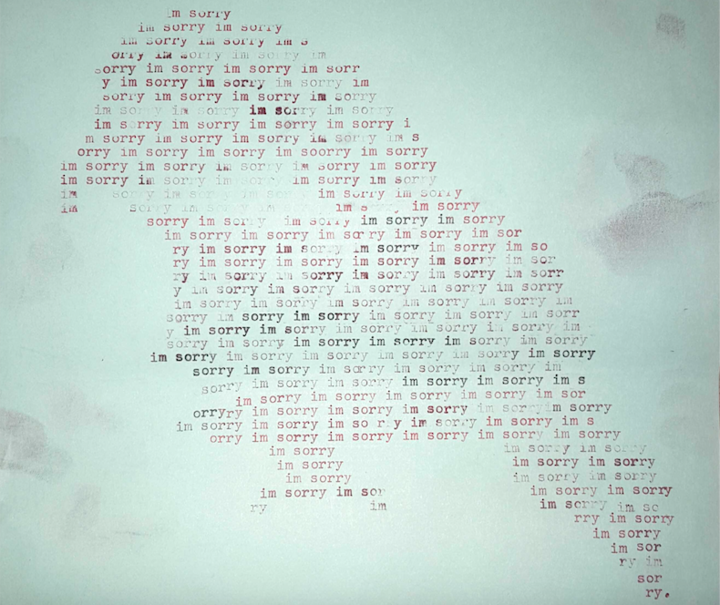 im sorry
im sorry im sorry
im sorry im sorry im s
orry im sorry im sorry im
sorry im sorry im sorry im sorr
y im sorry im sorry im sorry im
sorry im sorry im sorry im sorry
im sorry im sorry im sorry im sorry
im sorry im sorry im sorry im sorry i
m sorry im sorry im sorry im sorry im s
orry im sorry im sorry im soorry im sorry
im sorry im sorry im sorry im sorry im sorry
im sorry im sorry im sorry im sorry im sorry
im sorry im sorry im sorry im sorry
im sorry im sorry im sorry im sorry
sorry im sorry im sorry im sorry im sorry
im sorry im sorry im sorry im sorry im sor
ry im sorry im sorry im sorry im sorry im so
ry im sorry im sorry im sorry im sorry im sor
ry im sorry im sorry im sorry im sorry im sorr
y im sorry im sorry im sorry im sorry im sorry
im sorry im sorry im sorry im sorry im sorry im
sorry im sorry im sorry im sorry im sorry im sorr
y im sorry im sorry im sorry im sorry im sorry im
sorry im sorry im sorry im sorry im sorry im sorry
im sorry im sorry im sorry im sorry im sorry im sorry
sorry im sorry im sorry im sorry im sorry im
sorry im sorry im sorry im sorry im sorry im s
im sorry im sorry im sorry im sorry im sor
orryry im sorry im sorry im sorry im sorry im sorry
im sorry im sorry im so rry im sorry im sorry im s
orry im sorry im sorry im sorry im sorry im sorry
im sorry im sorry im sorry
im sorry im sorry im sorry
im sorry im sorry im sorry
im sorry im sor im sorry im sorry
ry im im sorry im so
rry im sorry
im sorry
im sor
ry im
sor
ry.